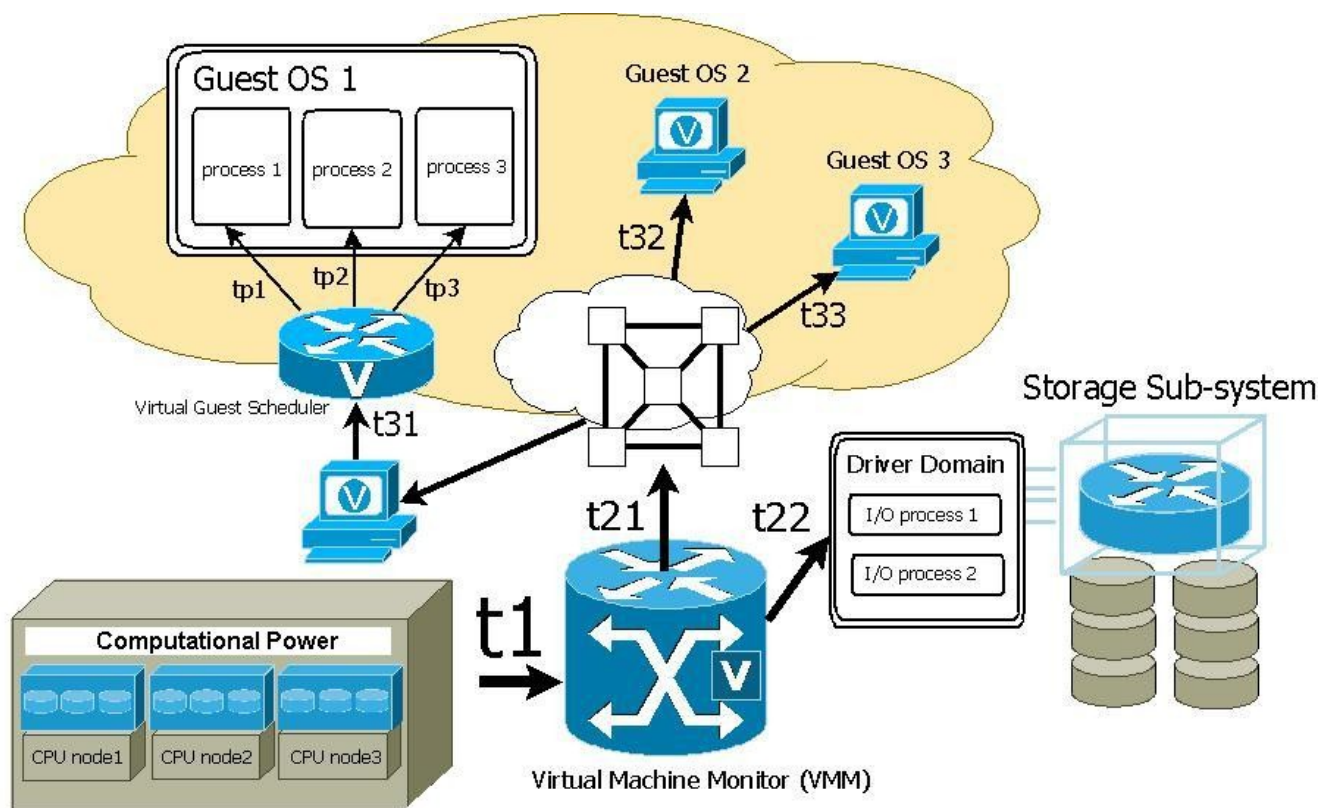 Guest OS 1
process 1
process 2
process 3
Guest OS 2
V
Guest OS 3
V
tp1
tp2
tp3
t32
t33
V
Virtual Guest Scheduler
t31
V
Storage Sub-system
Driver Domain
I/O process 1
I/O process 2
t21
t22
Computational Power
CPU node1
CPU node2
CPU node3
t1
V
Virtual Machine Monitor (VMM)